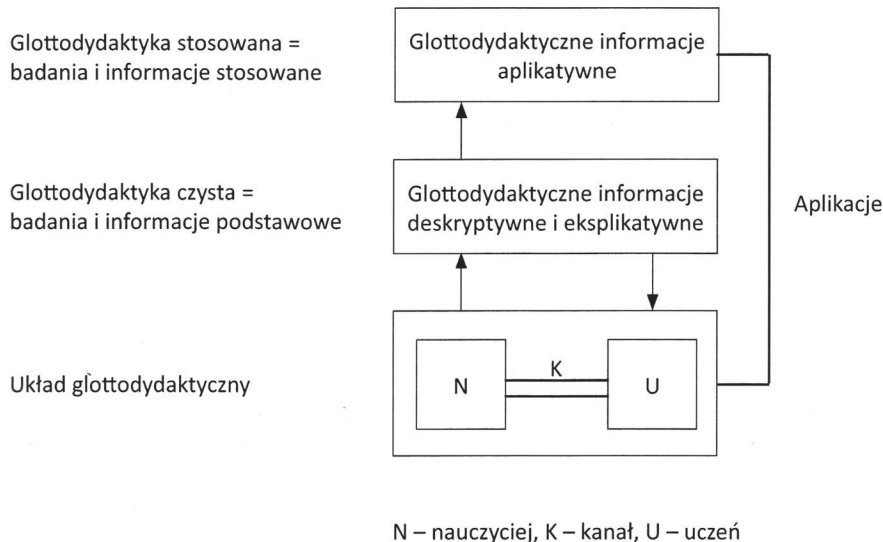 Glottodydaktyka stosowana =
badania i informacje stosowane
Glottodydaktyczne informacje
aplikatywne
Glottodydaktyka czysta =
badania i informacje podstawowe
Glottodydaktyczne informacje
deskryptywne i eksplikatywne
Aplikacje
Układ glottodydaktyczny
N
K
U
N – nauczyciej, K – kanał, U – uczeń